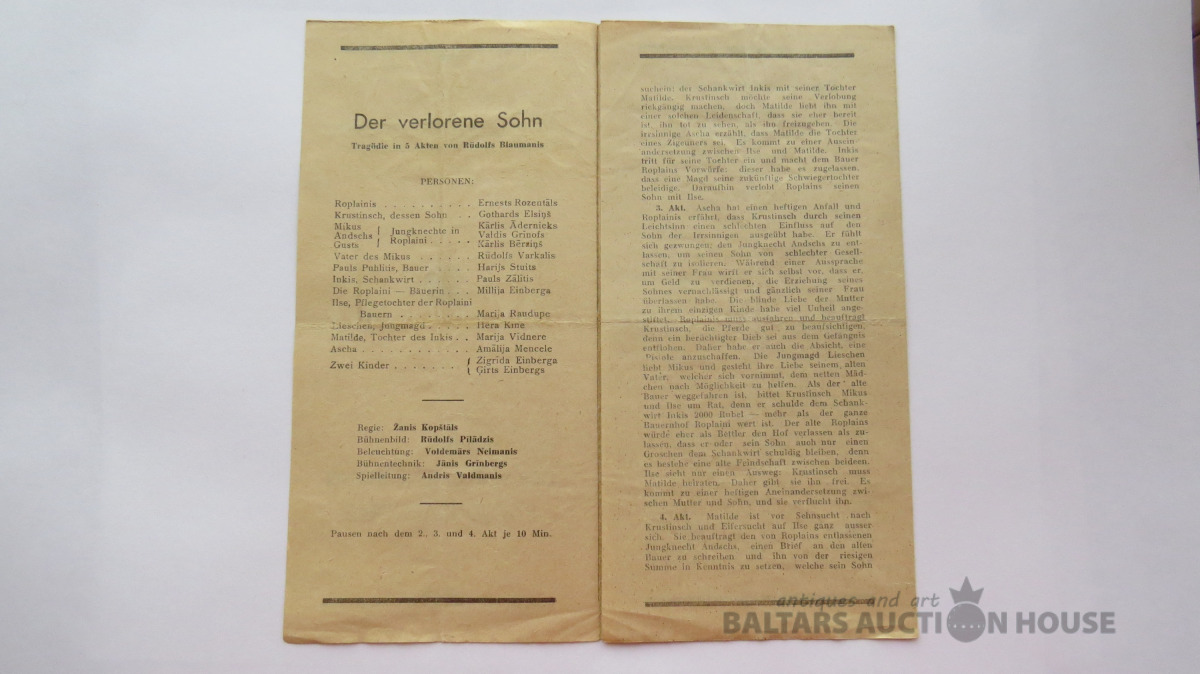 Der verlorene Sohn
Tragödie in 5 Akten von Rūdolfs Blaumanis
PERSONEN:
Roplainis . . . . . . . . . Ernests Rozentāls
Krustinsch, dessen Sohn . . Gothards Elsiņš
Mikus } Jungknechte in Roplaini . . . . . Kārlis Ādernieks
Andschs Valdis Grīnofs
Gusts Kārlis Bērziņš
Vater des Mikus . . . . . . Rūdolfs Varkalis
Pauls Puhlinis, Bauer . . . . Harijs Stuits
Inkis, Schankwirt . . . . . . Pauls Zālītis
Die Roplaini — Bauerin . . . Millija Einberga
Ilse, Pflegetochter der Roplaini
Bauern . . . . . . . . Marija Raudupe
Lieschen, Jungmagd . . . . . Hera Kine
Matilde, Tochter des Inkis . . Marija Vidnere
Ascha . . . . . . . . . . . . Amālija Mencele
Zwei Kinder . . . . . . . { Zigrīda Einberga
Ģirts Einbergs
Regie: Žanis Kopštāls
Bühnenbild: Rūdolfs Pīlādzis
Beleuchtung: Voldemārs Neimanis
Bühnentechnik: Jānis Grīnbergs
Spielleitung: Andris Valdmanis
Pausen nach dem 2., 3. und 4. Akt je 10 Min.
suchein: der Schankwirt Inkis mit seiner Tochter
Matilde. Krustinsch möchte seine Verlobung
rückgängig machen, doch Matilde liebt ihn mit
einer solchen Leidenschaft, dass sie eher bereit
ist, ihn tot zu sehen, als ihn freizugeben. Die
irrsinnige Ascha erzählt, dass Matilde die Tochter
eines Zigeuners sei. Es kommt zu einerAusein-
andersetzung zwischen Ilse und Matilde. Inkis
tritt für seine Tochter ein und macht dem Bauer
Roplainis Vorwürfe: dieser habe es zugelassen,
dass eine Magd seine zukünftige Schwiegertochter
beleidige. Daraufhin verlobt Roplains seinen
Sohn mit Ilse.
3. Akt. Ascha hat einen heftigen Anfall und
Roplainis erfährt, dass Krustinsch durch seinen
Leichtsinn einen schlechten Einfluss auf den
Sohn der Irrsinnigen ausgeübt habe. Er fühlt
sich gezwungen, den Jungknecht Andschs zu ent-
lassen, um seinen Sohn von schlechter Gesell-
schaft zu isolieren. Während einer Aussprache
mit seiner Frau wirft er sich selbst vor, dass er,
um Geld zu verdienen, die Erziehung seines
Sohnes vernachlässigt und gänzlich seiner Frau
überlassen habe. Die blinde Liebe der Mutter
zu ihrem einzigen Kinde habe viel Unheil ange-
stiftet. Roplainis muss ausfahren und beauftragt
Krustinsch, die Pferde gut zu beaufsichtigen,
denn ein berüchtigter Dieb sei aus dem Gefängnis
entflohen. Daher habe er auch die Absicht, eine
Pistole anzuschaffen. Die Jungmagd Lieschen
liebt Mikus und gesteht ihre Liebe seinem alten
Vater, welcher sich vornimmt, dem netten Mäd-
chen nach Möglichkeit zu helfen. Als der alte
Bauer weggefahren ist, bittet Krustinsch Mikus
und Ilse um Rat, denn er schulde dem Schank-
wirt Inkis 2000 Rubel — mehr als der ganze
Bauernhof Roplaini wert ist. Der alte Roplains
würde eher als Bettler den Hof verlassen als zu-
lassen, dass er oder sein Sohn auch nur einen
Groschen dem Schankwirt schuldig bleiben, denn
es bestehe eine alte Feindschaft zwischen beideen.
Ilse sieht nur einen Ausweg: Krustinsch muss
Matilde heiraten. Daher gibt sie ihn frei. Es
kommt zu einer heftigen Aneinandersetzung zwi-
schen Mutter und Sohn, und sie verflucht ihn.
4. Akt. Matilde ist vor Sehnsucht nach
Krustinsch und Eifersucht auf Ilse ganz ausser
sich. Sie beauftragt den von Roplains entlassenen
Jungknecht Andschs, einen Brief an den alten
Bauer zu schreiben und ihn von der riesigen
Summe in Kenntnis zu setzen, welche sein Sohn
antiques and art
BALTARS AUCTION HOUSE